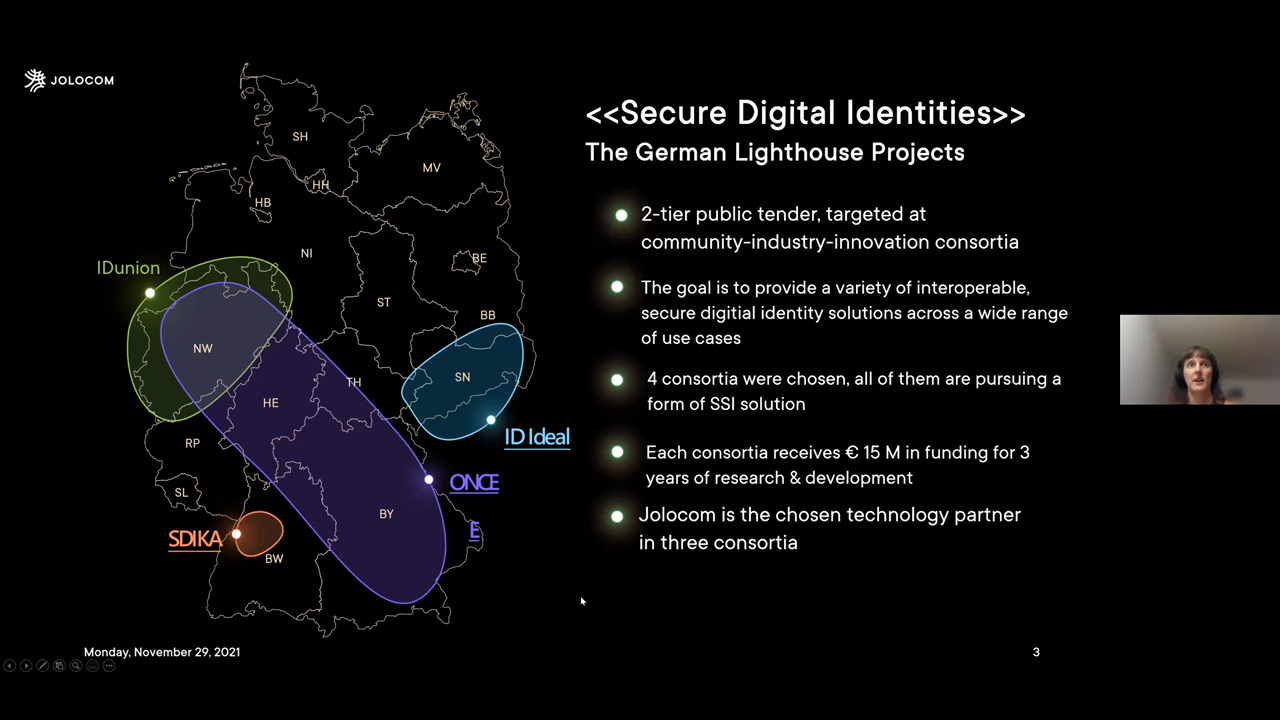 JOLOCOM
<<Secure Digital Identities>>
The German Lighthouse Projects
2-tier public tender, targeted at
community-industry-innovation consortia
The goal is to provide a variety of interoperable,
secure digitial identity solutions across a wide range
of use cases
4 consortia were chosen, all of them are pursuing a
form of SSI solution
Each consortia receives € 15 M in funding for 3
years of research & development
Jolocom is the chosen technology partner
in three consortia
SH
MV
HH
HB
NI
BE
IDunion
ST
BB
NW
SN
TH
HE
ID Ideal
RP
ONCE
SL
BY
E
SDIKA
BW
Monday, November 29, 2021
3